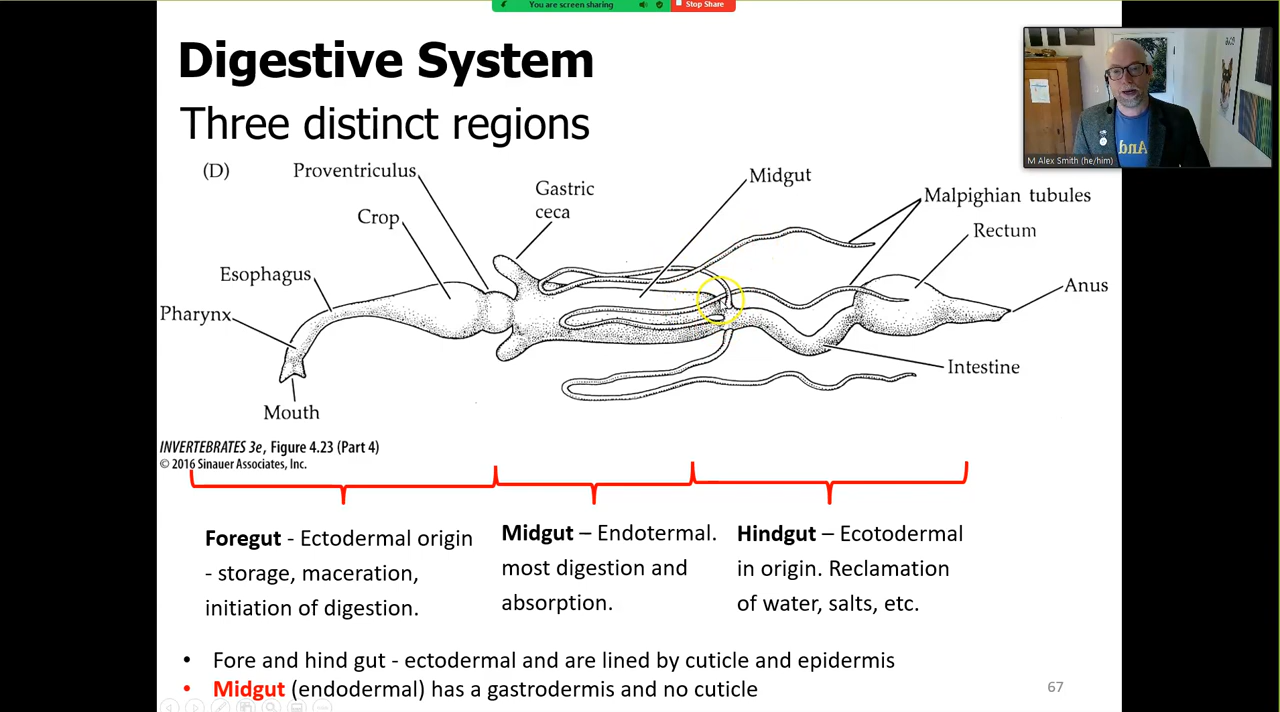 You are screen sharing
Stop Share
Digestive System
Three distinct regions
M Alex Smith (he/him)
(D)
Proventriculus
Gastric
ceca
Midgut
Malpighian tubules
Crop
Rectum
Esophagus
Anus
Pharynx
Intestine
Mouth
INVERTEBRATES 3e, Figure 4.23 (Part 4)
© 2016 Sinauer Associates, Inc.
Foregut - Ectodermal origin
- storage, maceration,
initiation of digestion.
Midgut – Endotermal.
most digestion and
absorption.
Hindgut – Ecotodermal
in origin. Reclamation
of water, salts, etc.
• Fore and hind gut - ectodermal and are lined by cuticle and epidermis
• Midgut (endodermal) has a gastrodermis and no cuticle
67